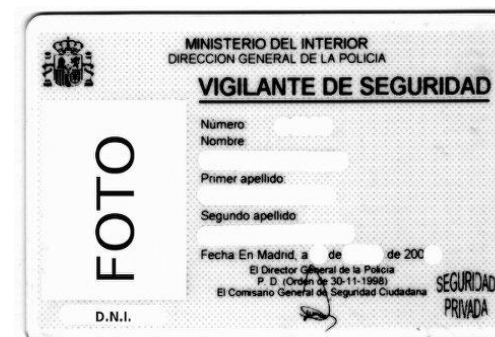 MINISTERIO DEL INTERIOR
DIRECCION GENERAL DE LA POLICIA
VIGILANTE DE SEGURIDAD
Número
Nombre
Primer apellido
Segundo apellido
Fecha En Madrid, a de de 200
El Director General de la Policia
P. D. (Orden de 30-11-1998)
El Comisario General de Seguridad Ciudadana
SEGURIDAD
PRIVADA
FOTO
D.N.I.